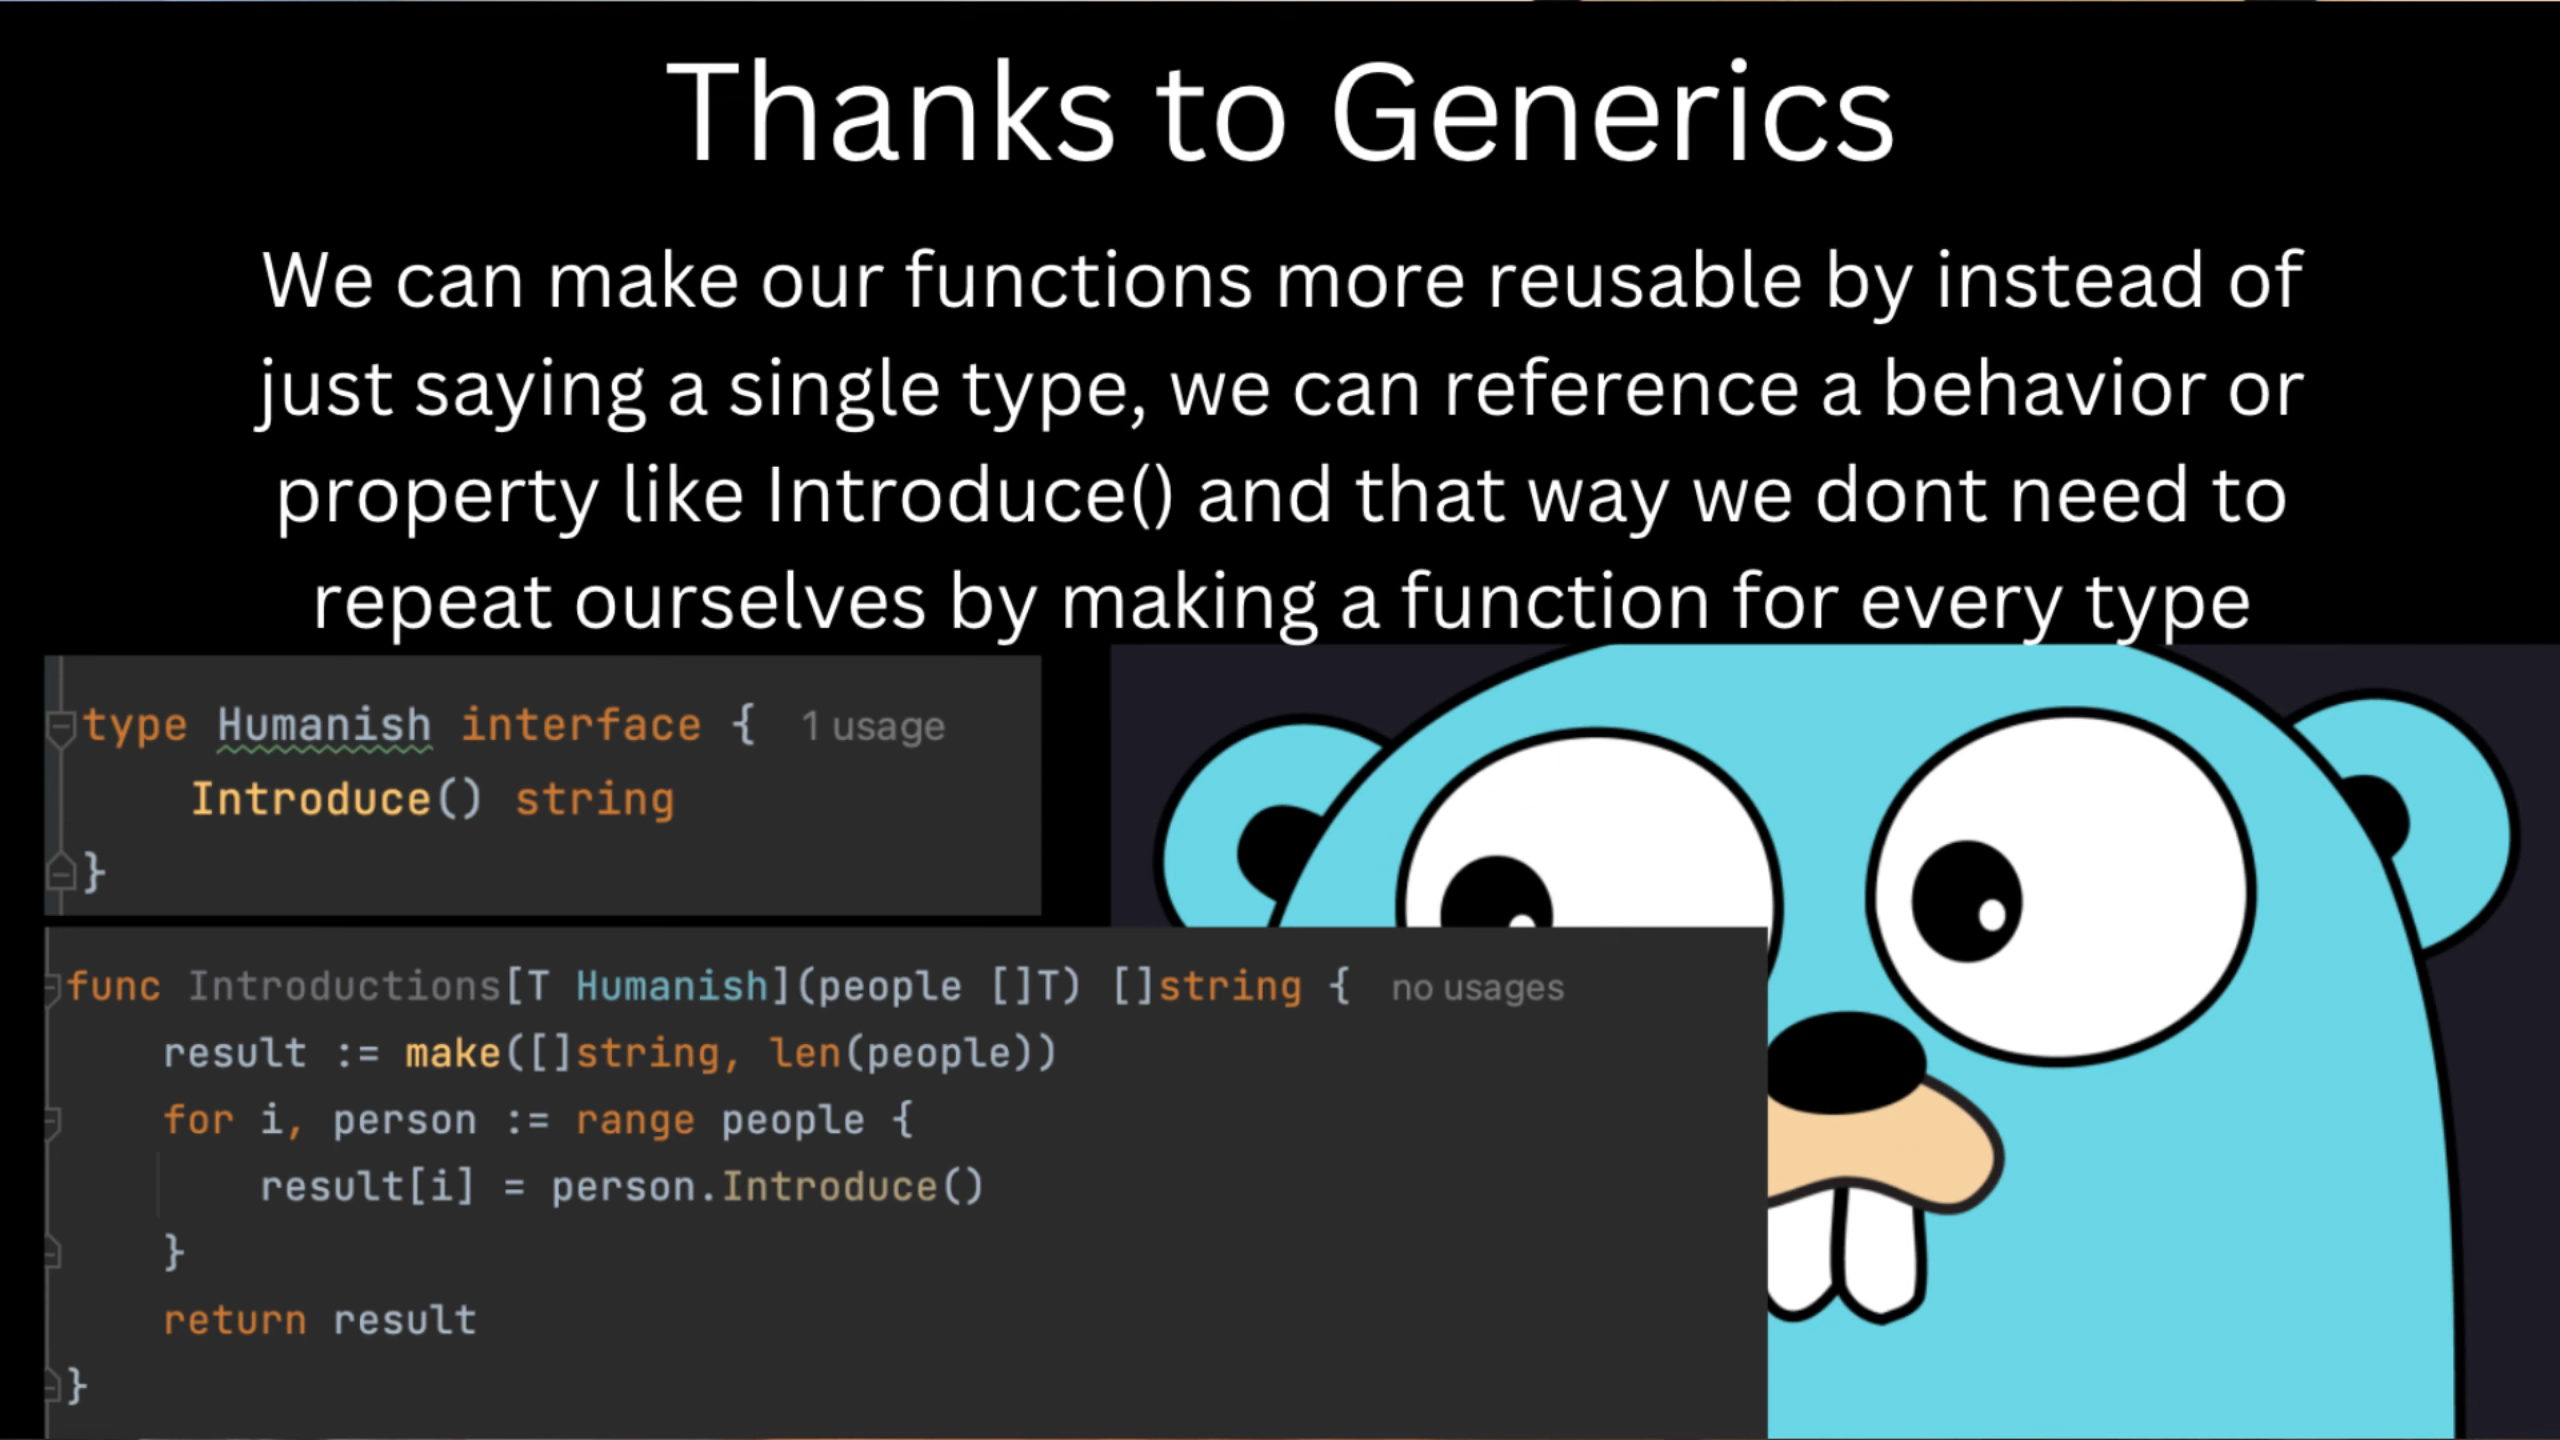 Thanks to Generics
We can make our functions more reusable by instead of
just saying a single type, we can reference a behavior or
property like Introduce() and that way we dont need to
repeat ourselves by making a function for every type
type Humanish interface { 1 usage
    Introduce() string
}
func Introductions[T Humanish](people []T) []string { no usages
    result := make([]string, len(people))
    for i, person := range people {
        result[i] = person.Introduce()
    }
    return result
}